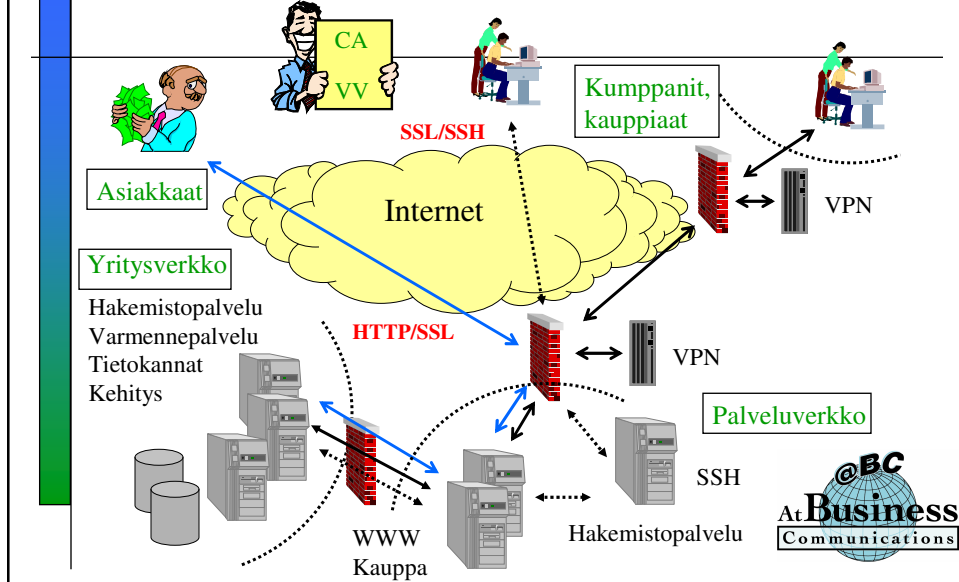 CA
VV
Kumppanit,
kauppiaat
SSL/SSH
Asiakkaat
Internet
VPN
Yritysverkko
Hakemistopalvelu
Varmennepalvelu
Tietokannat
Kehitys
HTTP/SSL
VPN
Palveluverkko
SSH
Hakemistopalvelu
WWW
Kauppa
@BC
At Business
Communications